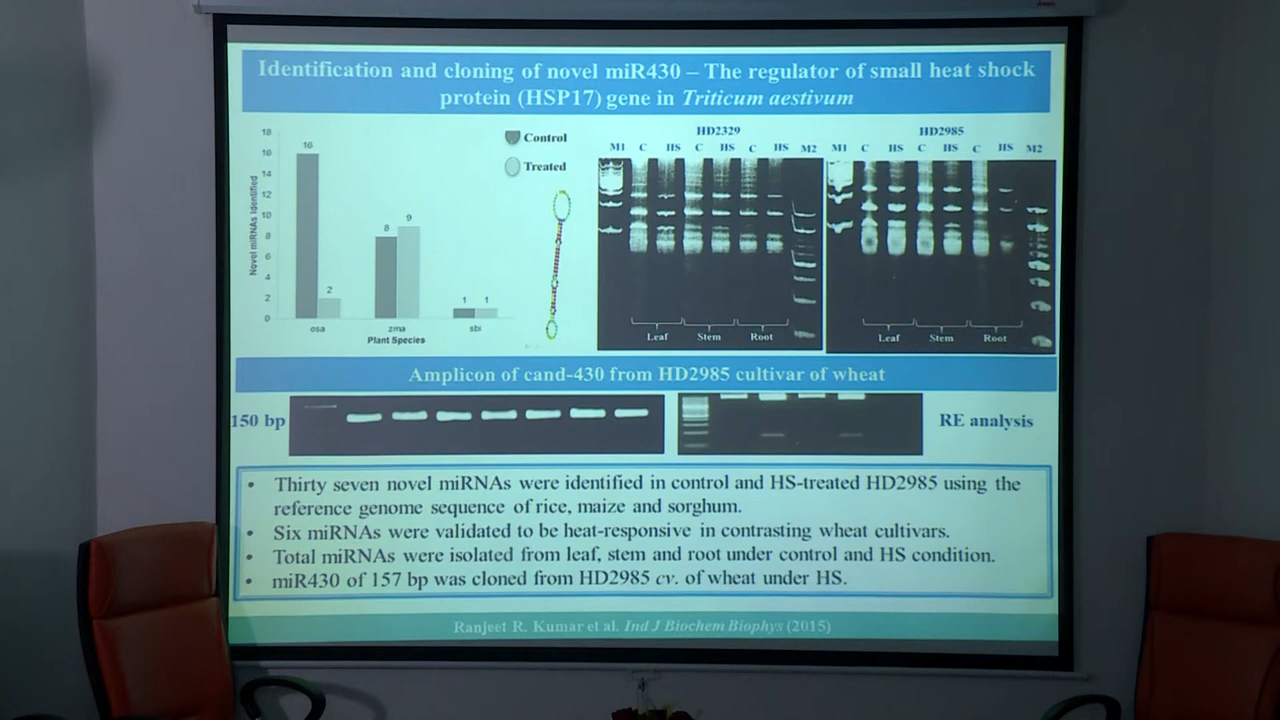 Identification and cloning of novel miR430 – The regulator of small heat shock
protein (HSP17) gene in Triticum aestivum
Novel miRNAs Identified
18
16
14
12
10
8
6
4
2
0
16
2
8
9
1
1
osa
zma
sbi
Plant Species
Control
Treated
HD2329
M1 C HS C HS C HS M2
Leaf Stem Root
HD2985
M1 C HS C HS C HS M2
Leaf Stem Root
Amplicon of cand-430 from HD2985 cultivar of wheat
150 bp
RE analysis
• Thirty seven novel miRNAs were identified in control and HS-treated HD2985 using the
reference genome sequence of rice, maize and sorghum.
• Six miRNAs were validated to be heat-responsive in contrasting wheat cultivars.
• Total miRNAs were isolated from leaf, stem and root under control and HS condition.
• miR430 of 157 bp was cloned from HD2985 cv. of wheat under HS.
Ranjeet R. Kumar et al. Ind J Biochem Biophys (2015)